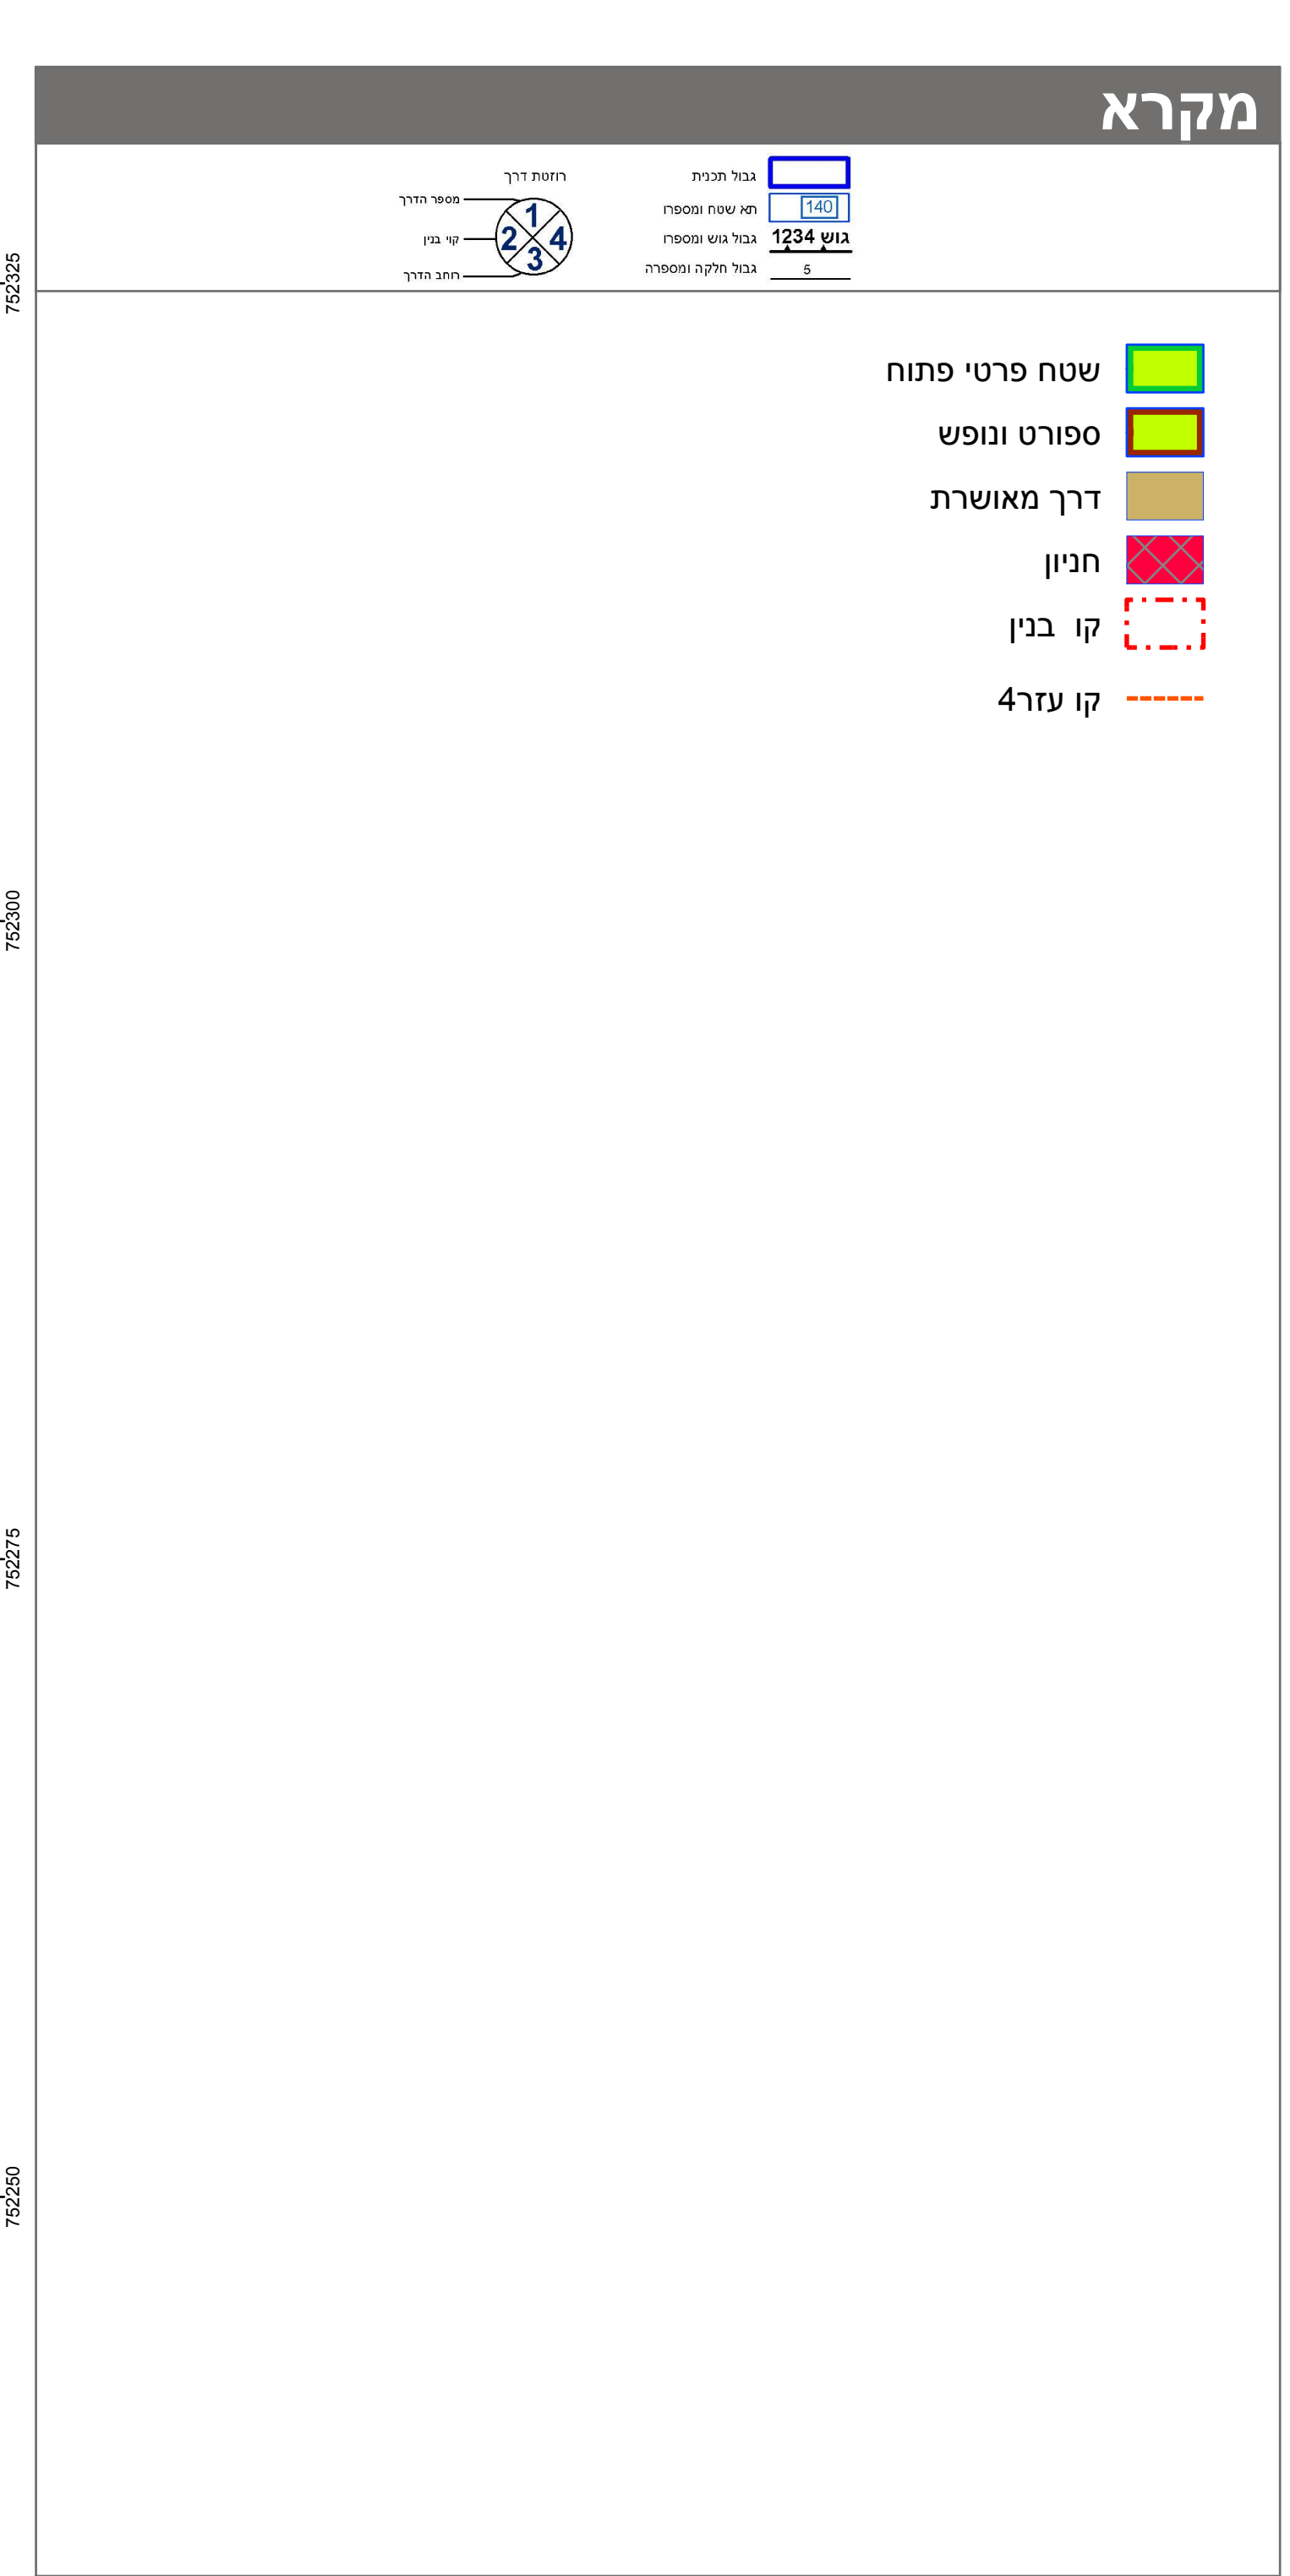 מקרא
גבול תכנית
תא שטח ומספרו
140
גבול גוש ומספרו
גוש 1234
גבול חלקה ומספרה
5
רוזטת דרך
מספר הדרך
קוי בנין
רוחב הדרך
1
2
4
3
שטח פרטי פתוח
ספורט ונופש
דרך מאושרת
חניון
קו בנין
קו עזר4
752325
752300
752275
752250